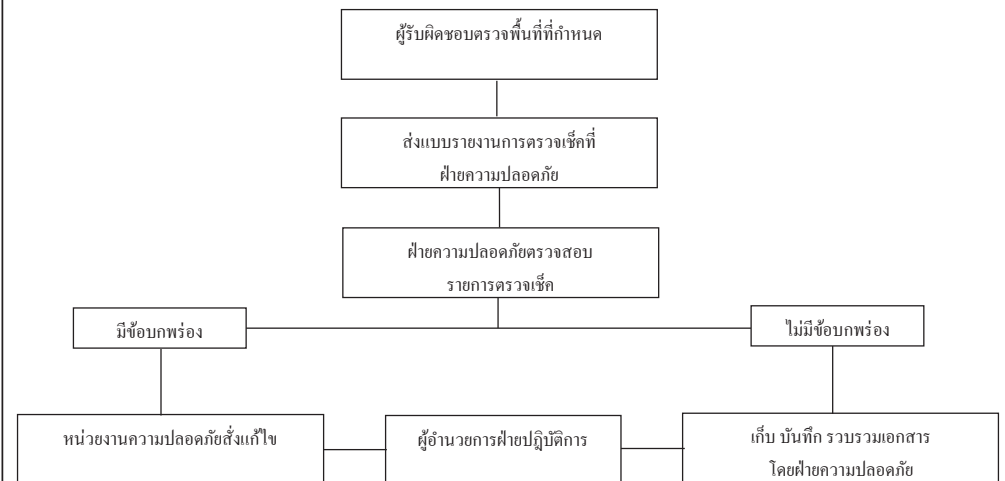 ผู้รับผิดชอบตรวจพื้นที่ที่กำหนด
ส่งแบบรายงานการตรวจเช็คที่
ฝ่ายความปลอดภัย
ฝ่ายความปลอดภัยตรวจสอบ
รายการตรวจเช็ค
มีข้อบกพร่อง
ไม่มีข้อบกพร่อง
หน่วยงานความปลอดภัยสั่งแก้ไข
ผู้อำนวยการฝ่ายปฎิบัติการ
เก็บ บันทึก รวบรวมเอกสาร
โดยฝ่ายความปลอดภัย